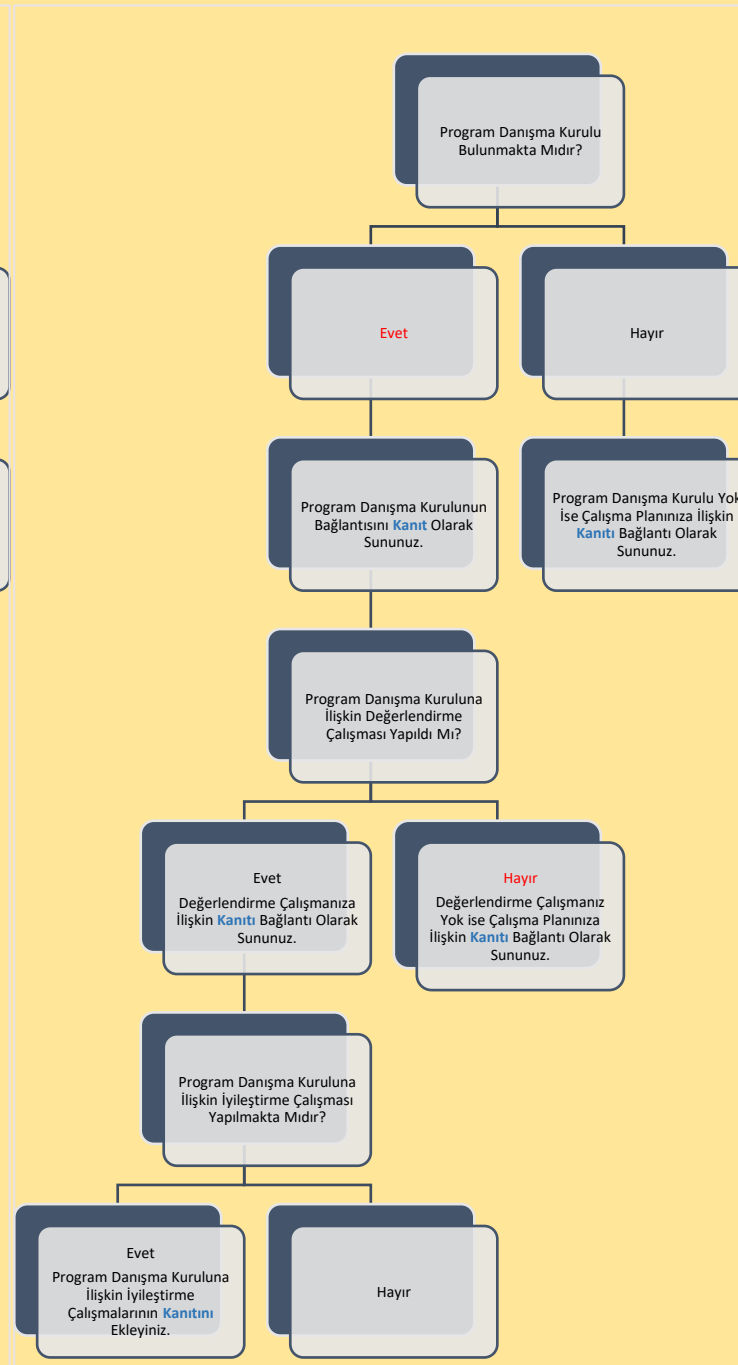 Program Danışma Kurulu
Bulunmakta Mıdır?
Evet
Hayır
Program Danışma Kurulunun
Bağlantısını Kanıt Olarak
Sununuz.
Program Danışma Kurulu Yok
İse Çalışma Planınıza İlişkin
Kanıtı Bağlantı Olarak
Sununuz.
Program Danışma Kuruluna
İlişkin Değerlendirme
Çalışması Yapıldı Mı?
Evet
Değerlendirme Çalışmanıza
İlişkin Kanıtı Bağlantı Olarak
Sununuz.
Hayır
Değerlendirme Çalışmanız
Yok ise Çalışma Planınıza
İlişkin Kanıtı Bağlantı Olarak
Sununuz.
Program Danışma Kuruluna
İlişkin İyileştirme Çalışması
Yapılmakta Mıdır?
Evet
Program Danışma Kuruluna
İlişkin İyileştirme
Çalışmalarının Kanıtını
Ekleyiniz.
Hayır